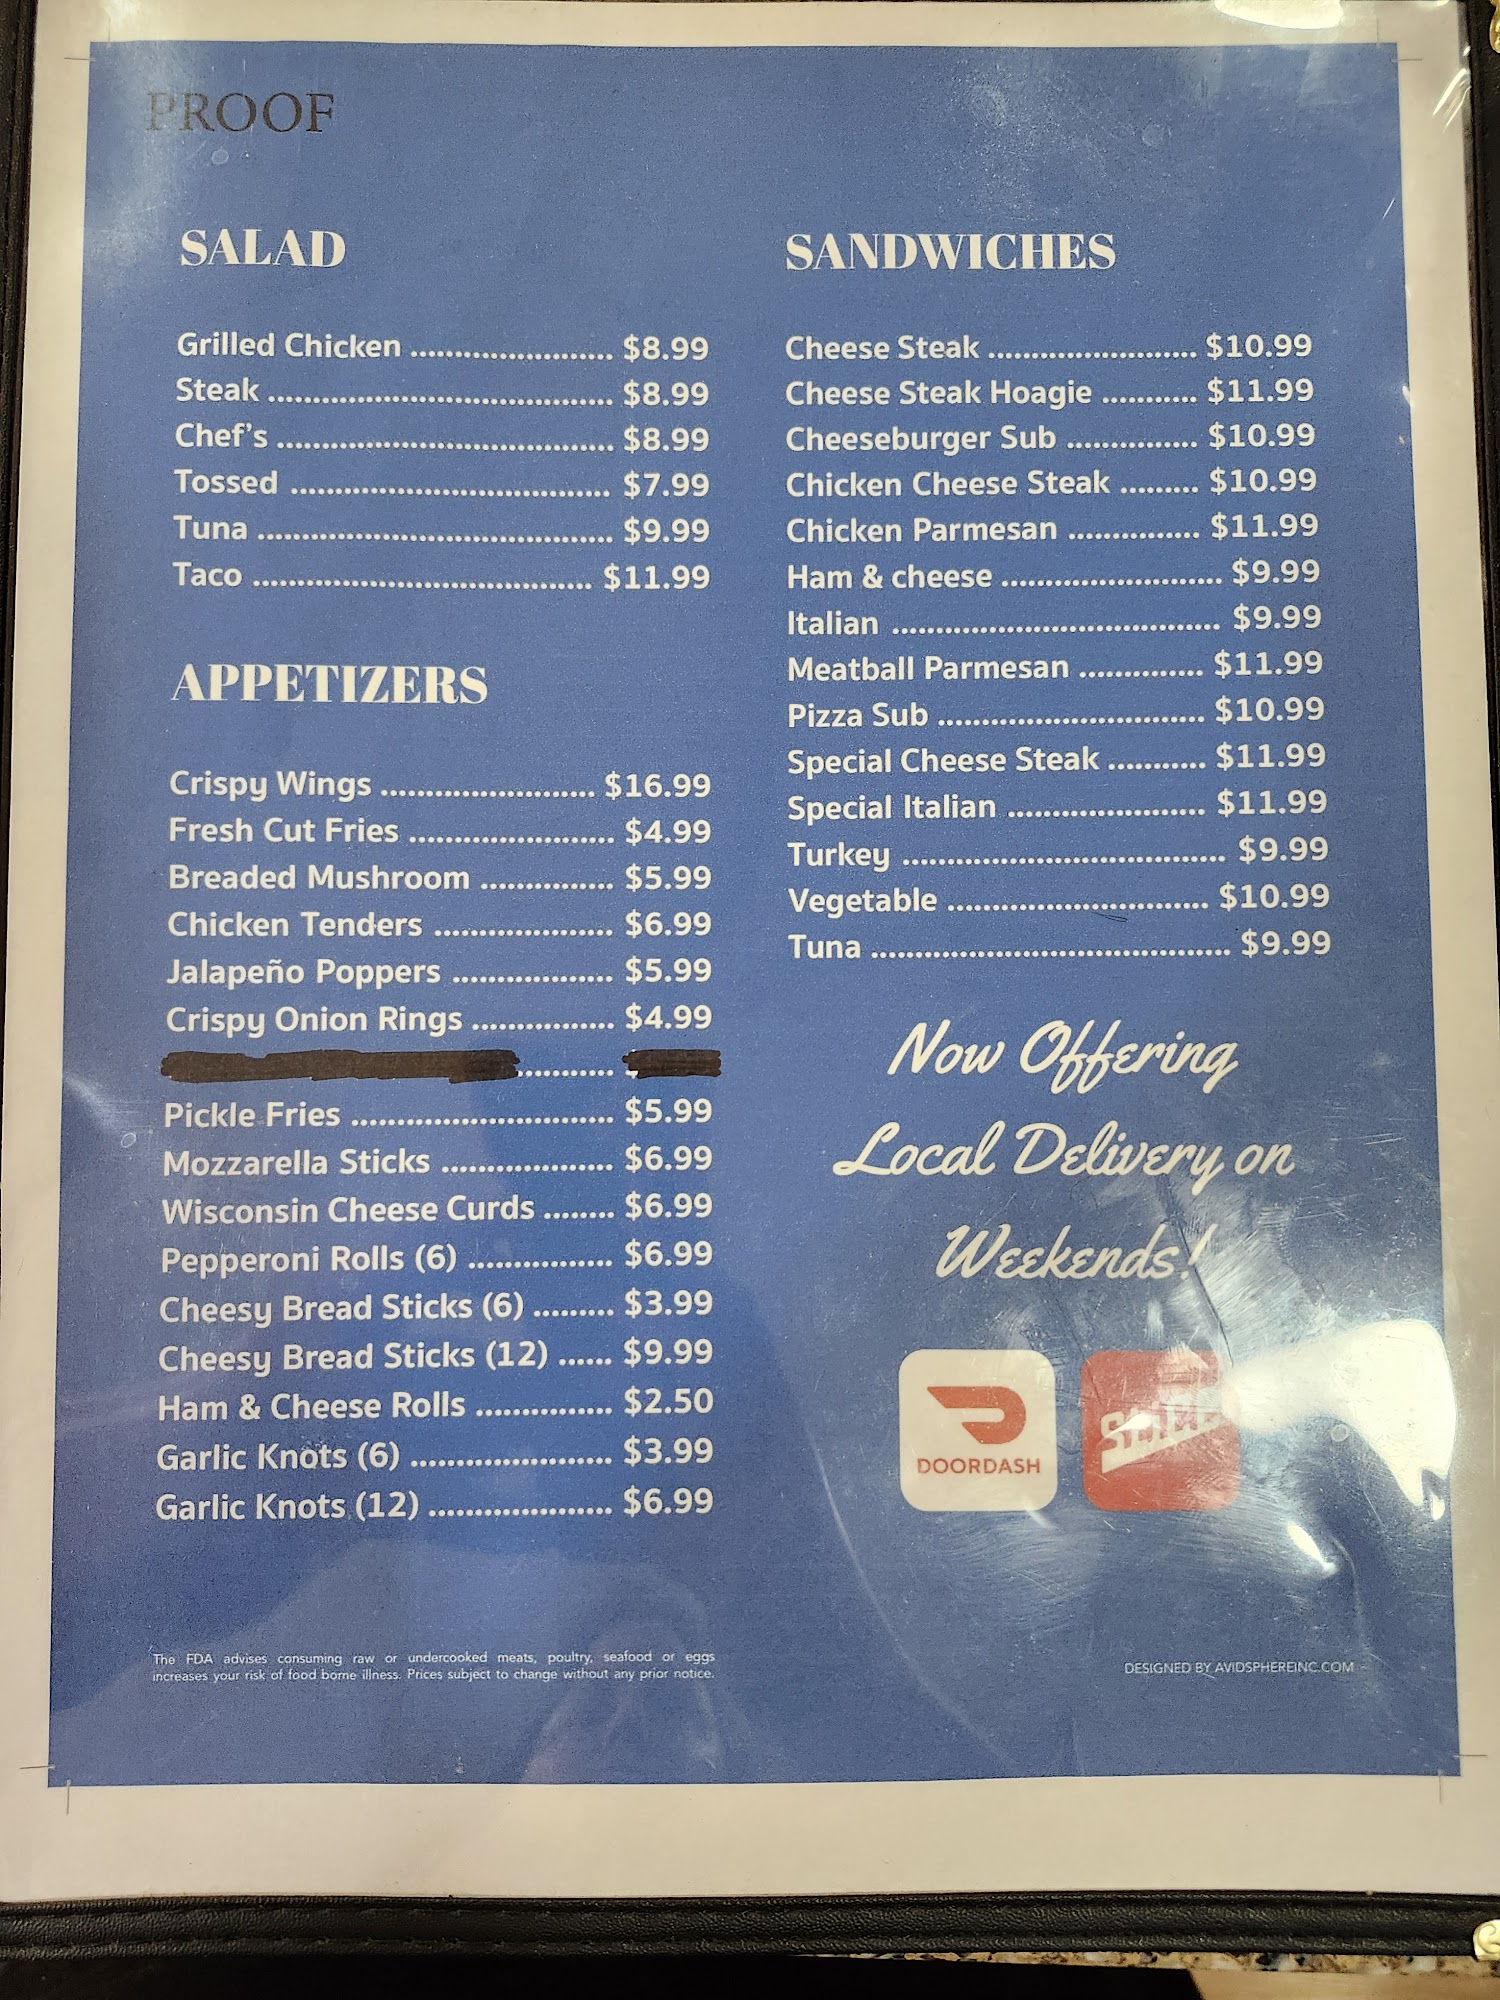 PROOF
SALAD
Grilled Chicken ....................... $8.99
Steak ....................................... $8.99
Chef's ...................................... $8.99
Tossed .................................... $7.99
Tuna ........................................ $9.99
Taco ...................................... $11.99
APPETIZERS
Crispy Wings ........................ $16.99
Fresh Cut Fries ....................... $4.99
Breaded Mushroom ............... $5.99
Chicken Tenders .................... $6.99
Jalapeño Poppers .................. $5.99
Crispy Onion Rings ................ $4.99
Pickle Fries .............................. $5.99
Mozzarella Sticks ................... $6.99
Wisconsin Cheese Curds ........ $6.99
Pepperoni Rolls (6) ................ $6.99
Cheesy Bread Sticks (6) ......... $3.99
Cheesy Bread Sticks (12) ...... $9.99
Ham & Cheese Rolls ............... $2.50
Garlic Knots (6) ....................... $3.99
Garlic Knots (12) ..................... $6.99
The FDA advises consuming raw or undercooked meats, poultry, seafood or eggs
increases your risk of food borne illness. Prices subject to change without any prior notice.
SANDWICHES
Cheese Steak ........................ $10.99
Cheese Steak Hoagie ........... $11.99
Cheeseburger Sub ............... $10.99
Chicken Cheese Steak ......... $10.99
Chicken Parmesan ............... $11.99
Ham & cheese ......................... $9.99
Italian ..................................... $9.99
Meatball Parmesan .............. $11.99
Pizza Sub .............................. $10.99
Special Cheese Steak ........... $11.99
Special Italian ...................... $11.99
Turkey .................................... $9.99
Vegetable .............................. $10.99
Tuna ........................................ $9.99
Now Offering
Local Delivery on
Weekends!
DOORDASH
DESIGNED BY AVIDSPHEREINC.COM